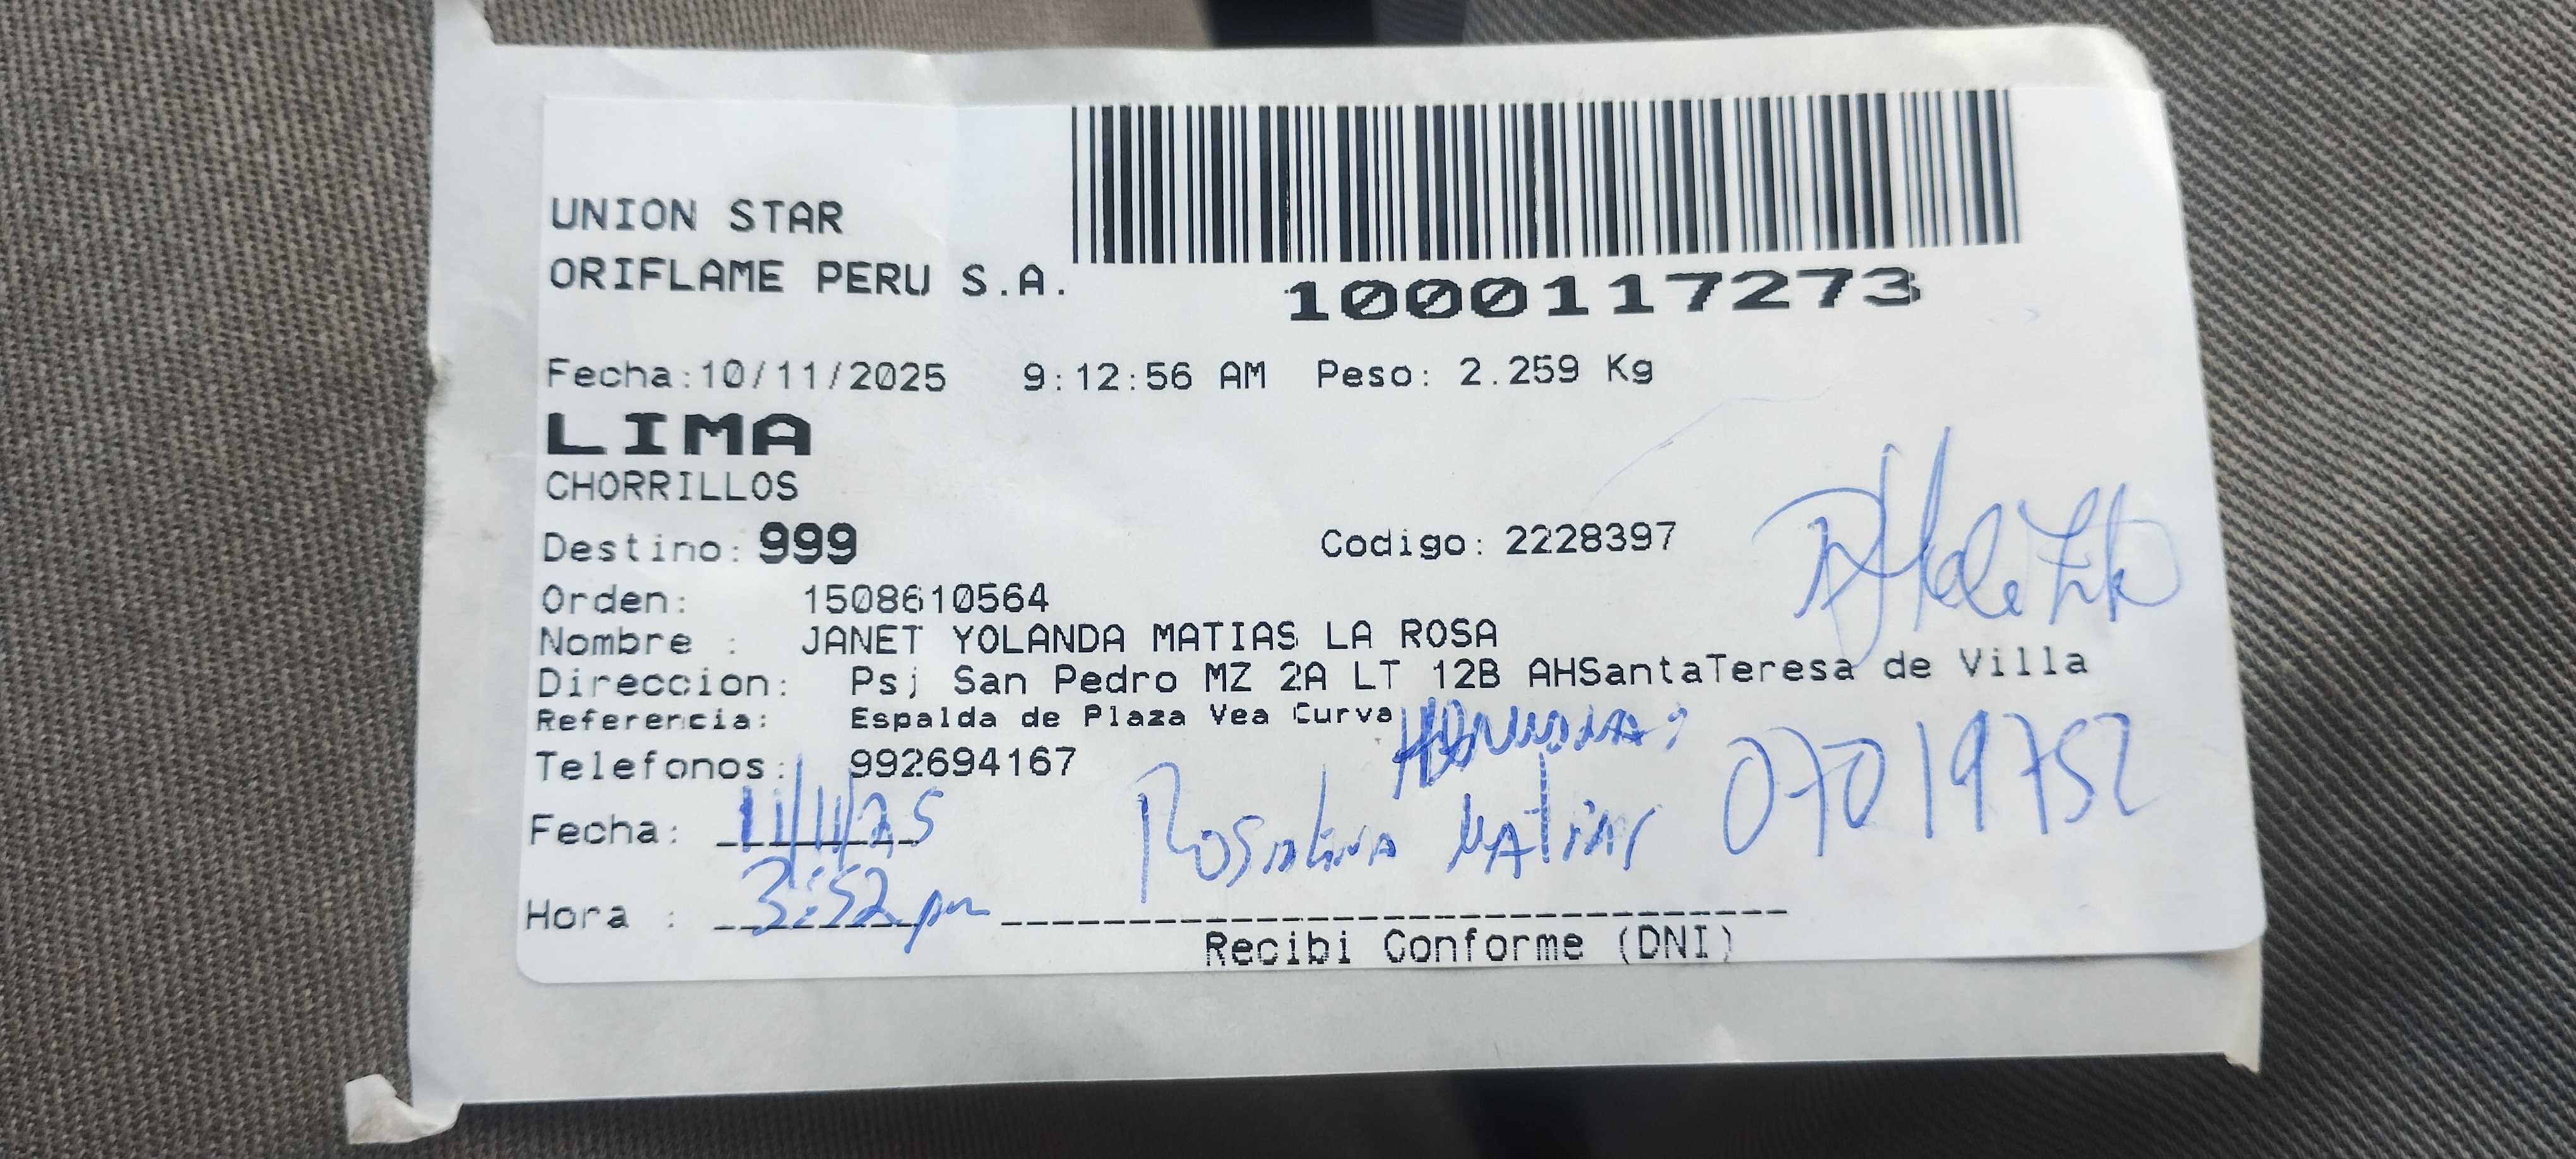 UNION STAR
ORIFLAME PERU S.A.
1000117273
Fecha:10/11/2025 9:12:56 AM Peso: 2.259 Kg
LIMA
CHORRILLOS
Destino: 999 Codigo: 2228397
Orden: 1508610564
Nombre : JANET YOLANDA MATIAS LA ROSA
Direccion: Psj San Pedro MZ 2A LT 12B AHSantaTeresa de Villa
Referencia: Espalda de Plaza Vea Curva
Telefonos: 992694167
07019752
Fecha: 11/11/25 Rosalina Matias
Hora : 3:52 pm
Recibi Conforme (DNI)